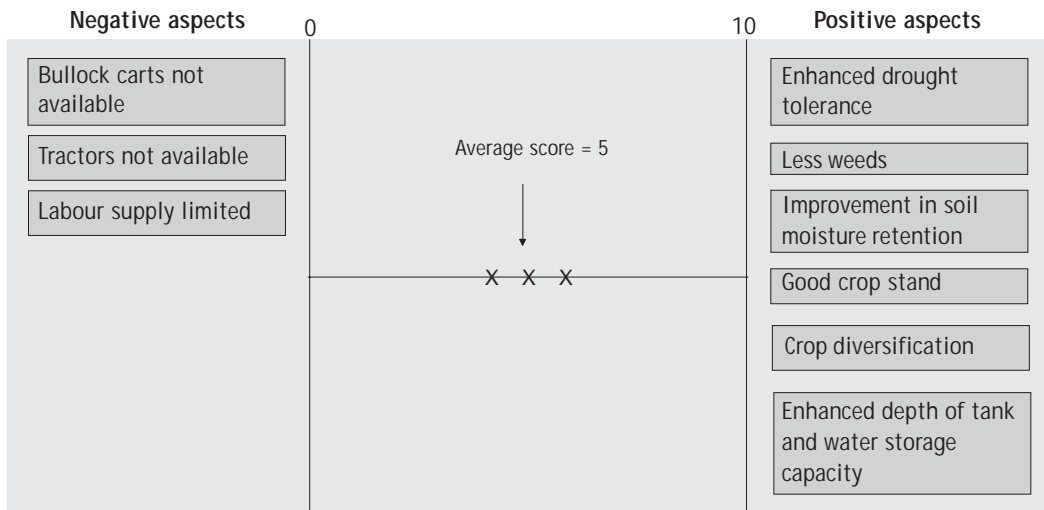 Negative aspects
0
10
Positive aspects
Bullock carts not
available
Tractors not available
Labour supply limited
Average score = 5
X X X
Enhanced drought
tolerance
Less weeds
Improvement in soil
moisture retention
Good crop stand
Crop diversification
Enhanced depth of tank
and water storage
capacity